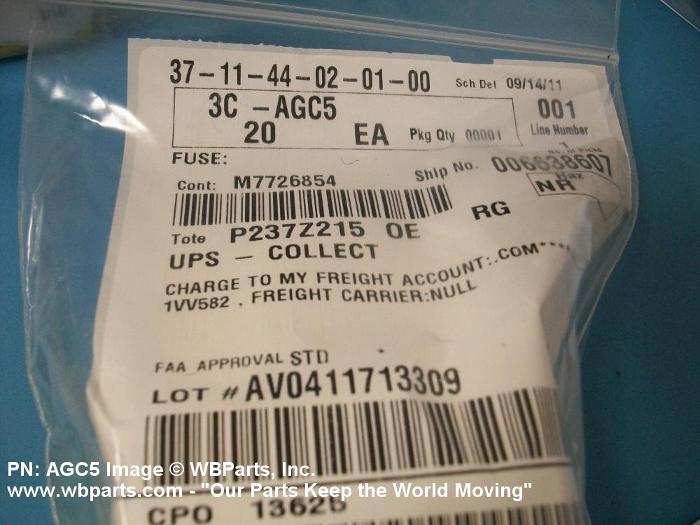 37-11-44-02-01-00 Sch Del 09/14/11
3C -AGC5 001
20 EA Pkg Qty 00001 Line Number
FUSE: 1
Cont: M7726854 Ship No. 006638607
Haz
NR
RG
Tote P237Z215 OE
UPS - COLLECT
CHARGE TO MY FREIGHT ACCOUNT:.COM****
1VV582 . FREIGHT CARRIER:NULL
FAA APPROVAL STD
LOT # AV0411713309
CPO 13625
PN: AGC5 Image © WBParts, Inc.
www.wbparts.com - "Our Parts Keep the World Moving"